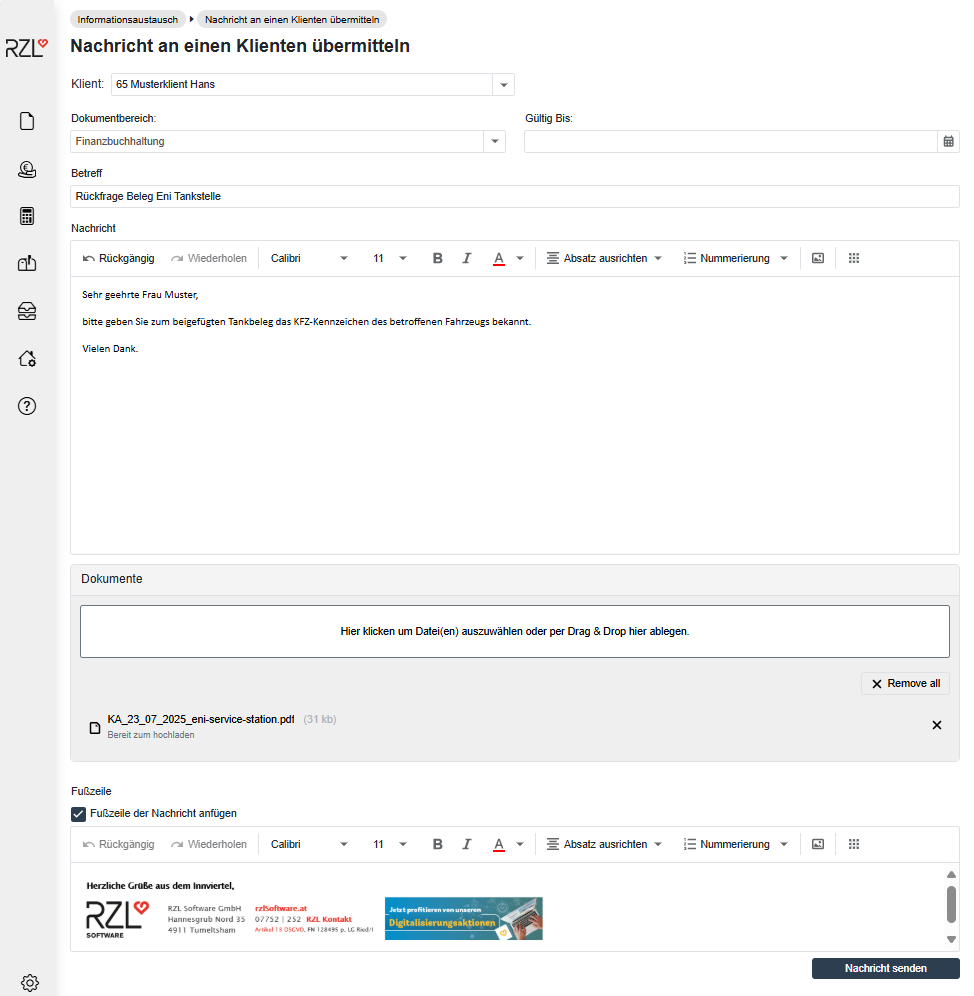 Informationsaustausch Nachricht an einen Klienten übermitteln
RZL
Nachricht an einen Klienten übermitteln
Klient: 65 Musterklient Hans
Dokumentbereich: Gültig Bis:
Finanzbuchhaltung
Betreff
Rückfrage Beleg Eni Tankstelle
Nachricht
Rückgängig Wiederholen Calibri 11 B I A Absatz ausrichten Nummerierung
Sehr geehrte Frau Muster,
bitte geben Sie zum beigefügten Tankbeleg das KFZ-Kennzeichen des betroffenen Fahrzeugs bekannt.
Vielen Dank.
Dokumente
Hier klicken um Datei(en) auszuwählen oder per Drag & Drop hier ablegen.
Remove all
KA_23_07_2025_eni-service-station.pdf (31 kb)
Bereit zum hochladen
Fußzeile
Fußzeile der Nachricht anfügen
Rückgängig Wiederholen Calibri 11 B I A Absatz ausrichten Nummerierung
Herzliche Grüße aus dem Innviertel,
RZL SOFTWARE
RZL Software GmbH rzlSoftware.at
Hannesgrub Nord 35 07752 | 252 RZL Kontakt
4911 Tumeltsham Artikel 13 DSGVO, FN 128495 p, LG Ried/I
Jetzt profitieren von unseren
Digitalisierungsaktionen
Nachricht senden